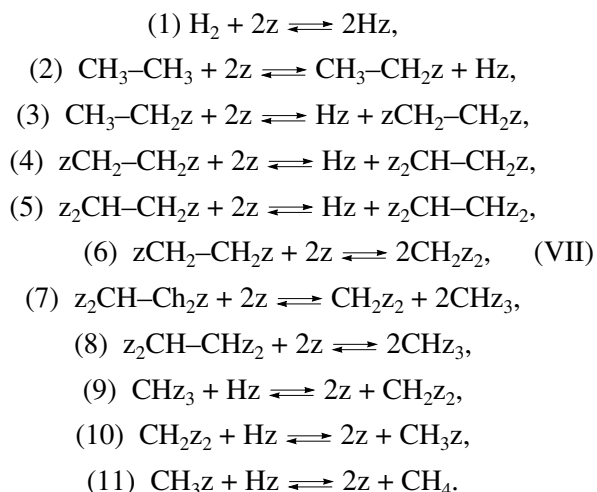 (1) H₂ + 2z ⇌ 2Hz,
(2) CH₃–CH₃ + 2z ⇌ CH₃–CH₂z + Hz,
(3) CH₃–CH₂z + 2z ⇌ Hz + zCH₂–CH₂z,
(4) zCH₂–CH₂z + 2z ⇌ Hz + z₂CH–CH₂z,
(5) z₂CH–CH₂z + 2z ⇌ Hz + z₂CH–CHz₂,
(6) zCH₂–CH₂z + 2z ⇌ 2CH₂z₂, (VII)
(7) z₂CH–Ch₂z + 2z ⇌ CH₂z₂ + 2CHz₃,
(8) z₂CH–CHz₂ + 2z ⇌ 2CHz₃,
(9) CHz₃ + Hz ⇌ 2z + CH₂z₂,
(10) CH₂z₂ + Hz ⇌ 2z + CH₃z,
(11) CH₃z + Hz ⇌ 2z + CH₄.